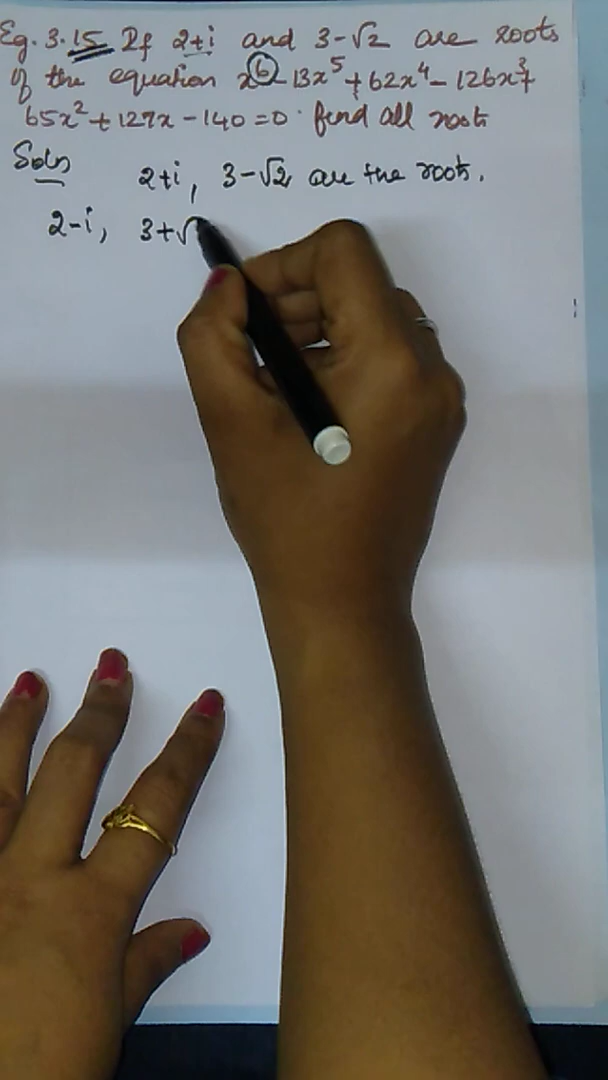 Eg. 3.15 If 2+i and 3-√2 are roots
of the equation x⁶-13x⁵+62x⁴-126x³+
65x²+127x-140=0. find all roots
Soln
2+i, 3-√2 are the roots.
2-i, 3+√